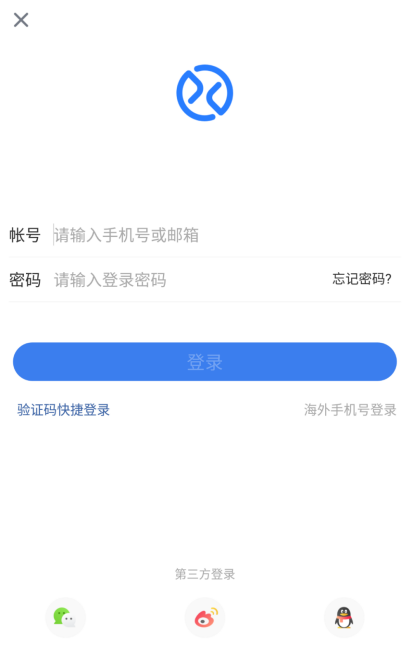 帐号 请输入手机号或邮箱
密码 请输入登录密码 忘记密码?
登录
验证码快捷登录 海外手机号登录
第三方登录